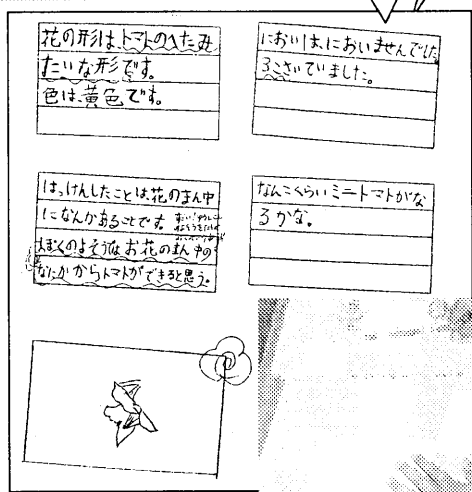 花の形は、トマトのへたみ
たいな形です。
色は、黄色です。
においは、においませんでした
3こさいていました。
はっけんしたことは、花のまん中
になんかあることです。
ぼくのよそうは、お花のまん中の
なにかからトマトができると思う。
なんこくらいミニートマトがな
るかな。